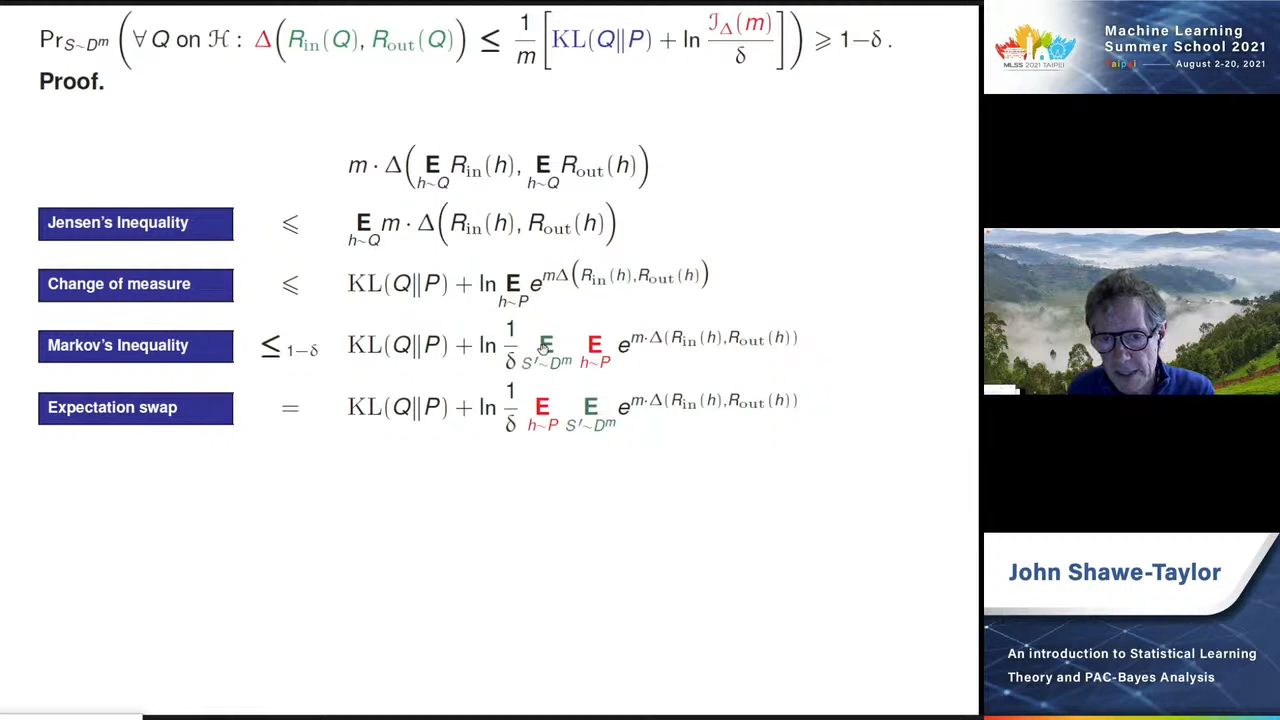 Pr_{S∼D^m} ( ∀ Q on ℋ : Δ( R_in(Q), R_out(Q) ) ≤ 1/m [ KL(Q‖P) + ln ℐ_Δ(m)/δ ] ) ⩾ 1−δ .
Proof.
m · Δ( E_{h∼Q} R_in(h), E_{h∼Q} R_out(h) )
Jensen's Inequality ⩽ E_{h∼Q} m · Δ( R_in(h), R_out(h) )
Change of measure ⩽ KL(Q‖P) + ln E_{h∼P} e^{mΔ( R_in(h), R_out(h) )}
Markov's Inequality ≤_{1−δ} KL(Q‖P) + ln 1/δ E_{S′∼D^m} E_{h∼P} e^{m·Δ(R_in(h),R_out(h))}
Expectation swap = KL(Q‖P) + ln 1/δ E_{h∼P} E_{S′∼D^m} e^{m·Δ(R_in(h),R_out(h))}
Machine Learning
Summer School 2021
Taipei August 2-20, 2021
MLSS 2021 TAIPEI
John Shawe-Taylor
An introduction to Statistical Learning
Theory and PAC-Bayes Analysis